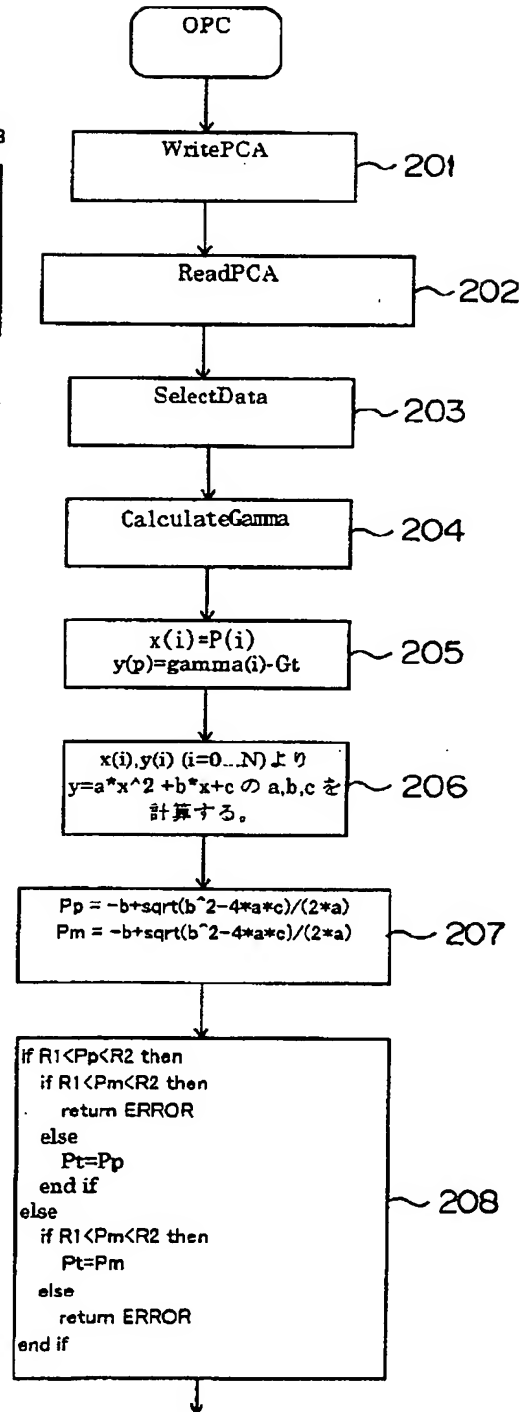 OPC
WritePCA
201
ReadPCA
202
SelectData
203
CalculateGamma
204
x(i)=P(i)
y(p)=gamma(i)-Gt
205
x(i),y(i) (i=0...N)より
y=a*x^2 +b*x+c の a,b,c を
計算する。
206
Pp = -b+sqrt(b^2-4*a*c)/(2*a)
Pm = -b+sqrt(b^2-4*a*c)/(2*a)
207
if R1<Pp<R2 then
if R1<Pm<R2 then
return ERROR
else
Pt=Pp
end if
else
if R1<Pm<R2 then
Pt=Pm
else
return ERROR
end if
208